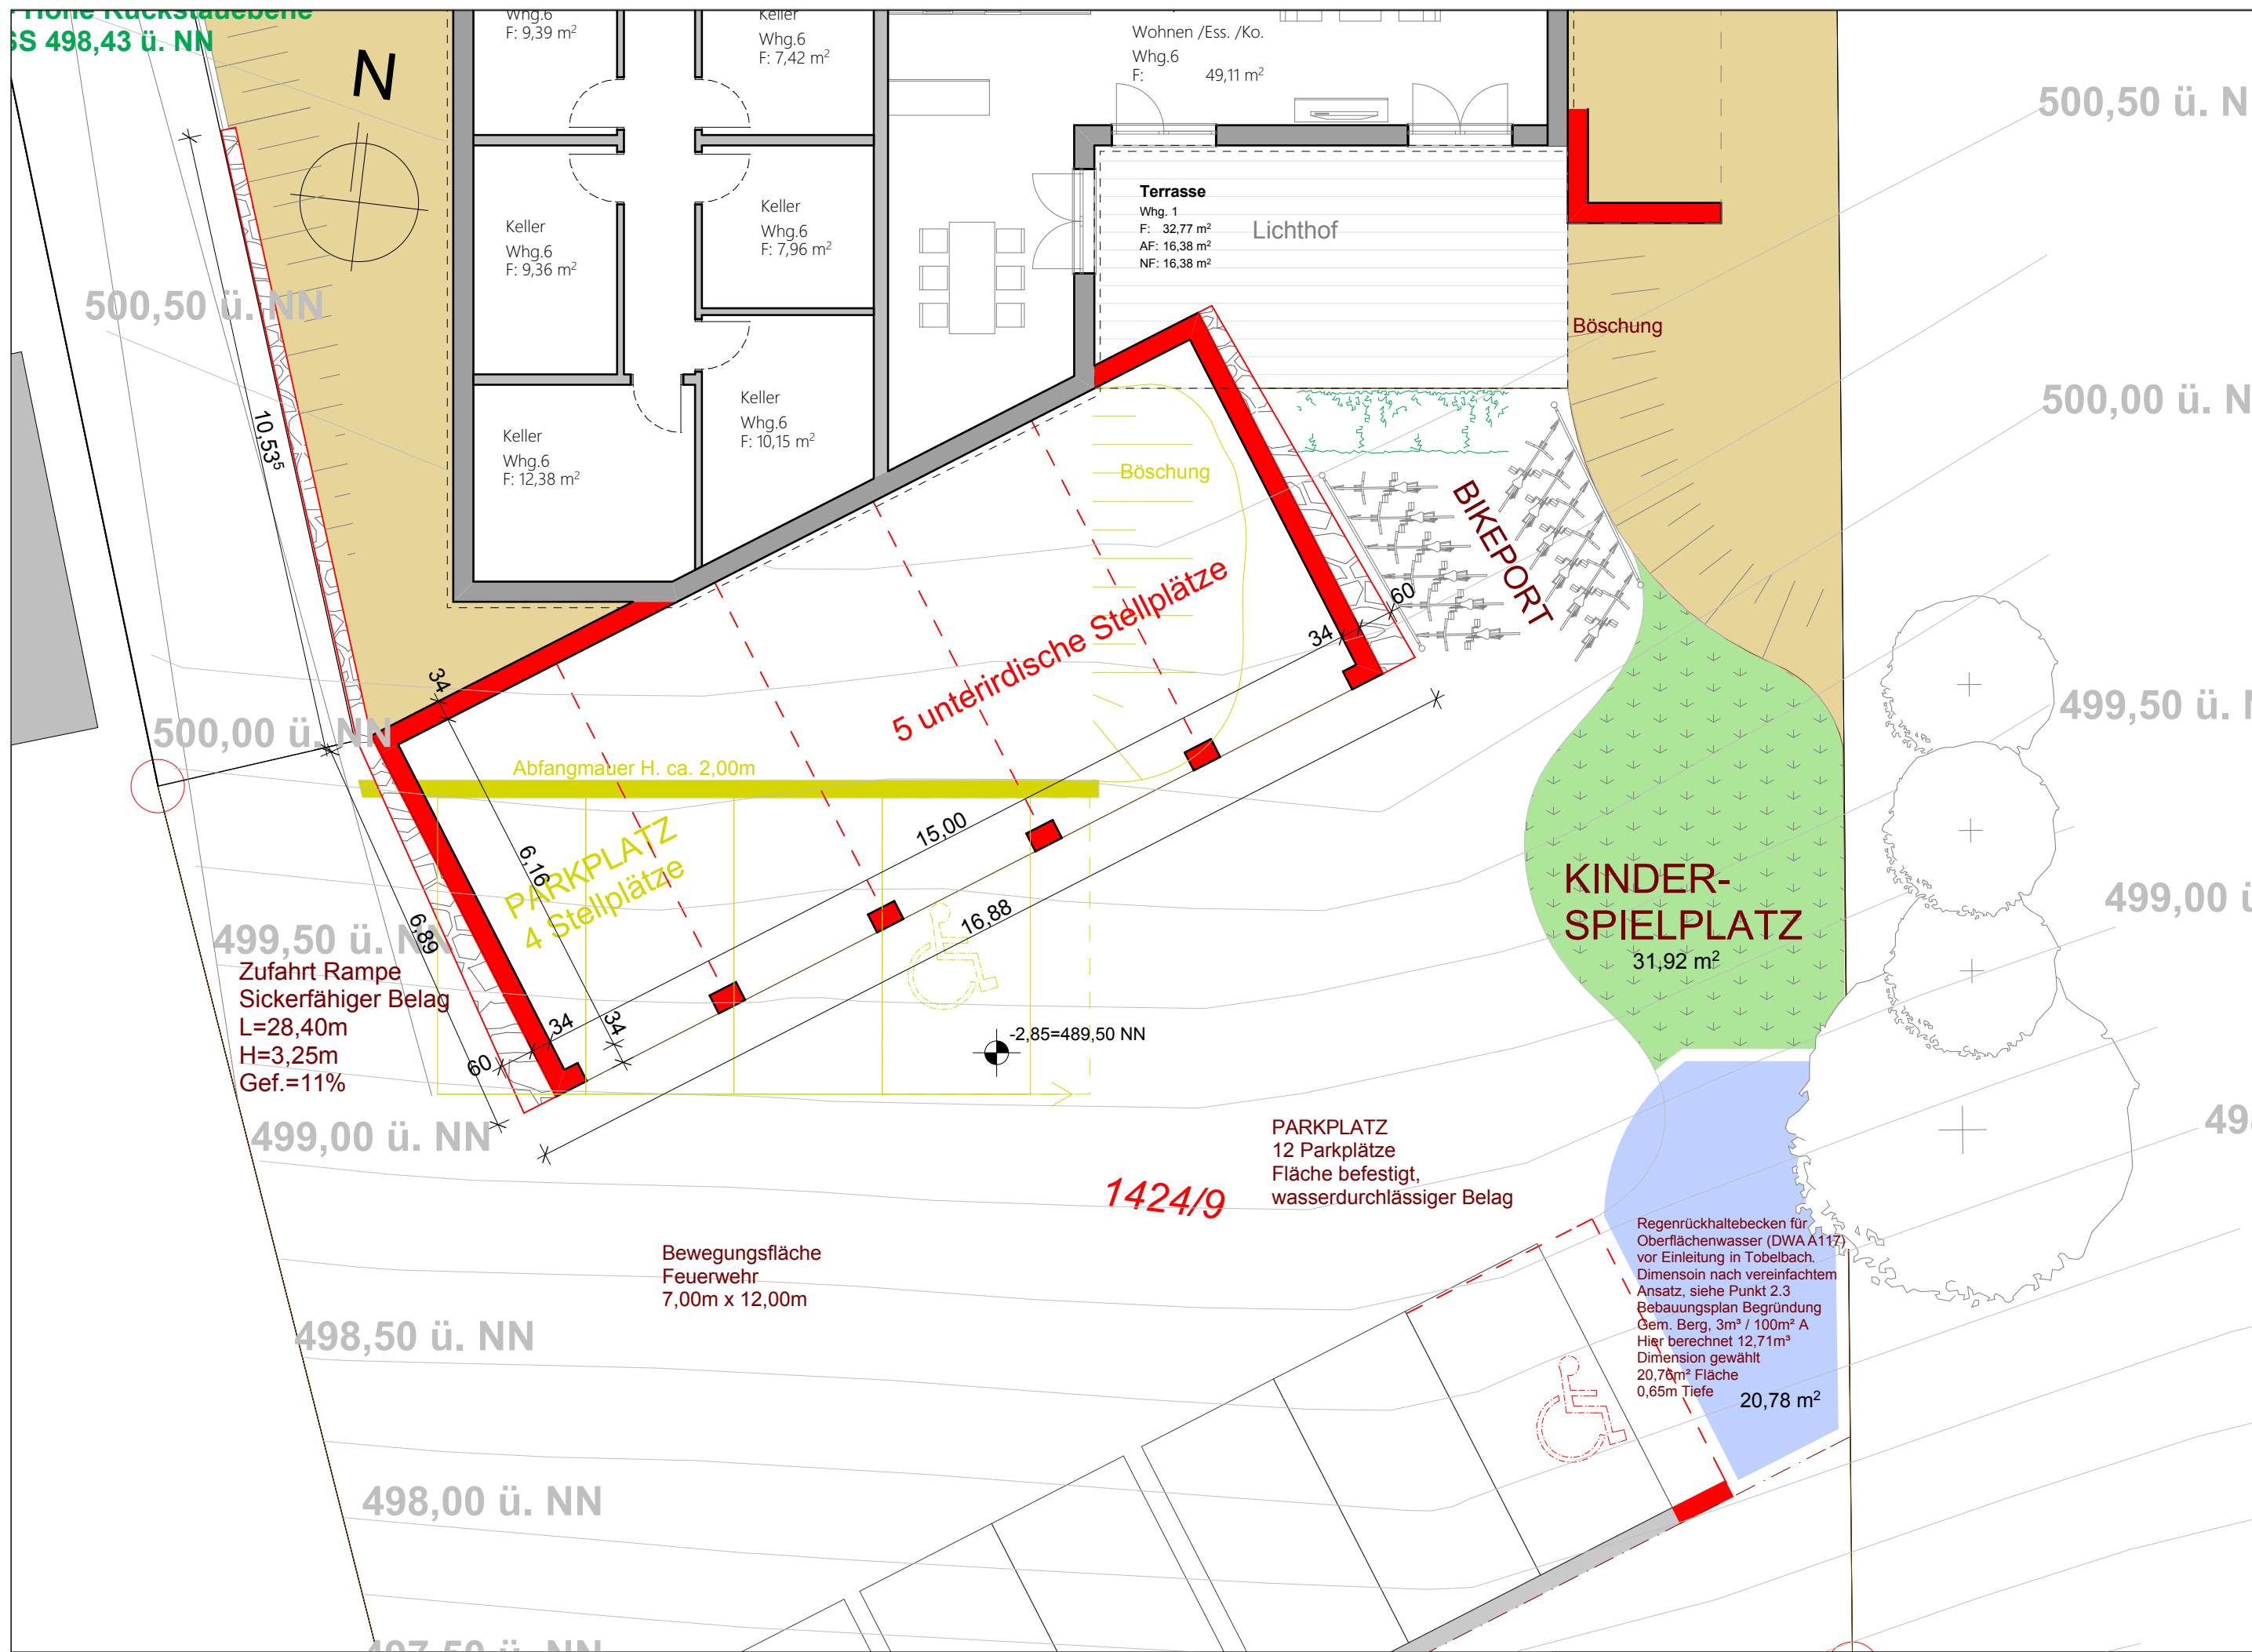 Höhe Rückstauebene
SS 498,43 ü. NN
N
Whg.6
F: 9,39 m²
Keller
Whg.6
F: 7,42 m²
Wohnen /Ess. /Ko.
Whg.6
F: 49,11 m²
500,50 ü. N
Keller
Whg.6
F: 9,36 m²
Keller
Whg.6
F: 7,96 m²
Terrasse
Whg. 1
F: 32,77 m²
AF: 16,38 m²
NF: 16,38 m²
Lichthof
500,50 ü. NN
Böschung
Keller
Whg.6
F: 12,38 m²
Keller
Whg.6
F: 10,15 m²
10,53⁵
500,00 ü. N
Böschung
BIKEPORT
5 unterirdische Stellplätze
34
60
34
500,00 ü. NN
499,50 ü. N
Abfangmauer H. ca. 2,00m
PARKPLATZ
4 Stellplätze
6,16
15,00
16,88
6,89
KINDER-
SPIELPLATZ
31,92 m²
499,00 ü
499,50 ü. NN
Zufahrt Rampe
Sickerfähiger Belag
L=28,40m
H=3,25m
Gef.=11%
60
34
34
-2,85=489,50 NN
499,00 ü. NN
PARKPLATZ
12 Parkplätze
Fläche befestigt,
wasserdurchlässiger Belag
1424/9
Bewegungsfläche
Feuerwehr
7,00m x 12,00m
Regenrückhaltebecken für
Oberflächenwasser (DWA A117)
vor Einleitung in Tobelbach.
Dimensoin nach vereinfachtem
Ansatz, siehe Punkt 2.3
Bebauungsplan Begründung
Gem. Berg, 3m³ / 100m² A
Hier berechnet 12,71m³
Dimension gewählt
20,76m² Fläche
0,65m Tiefe
20,78 m²
498,50 ü. NN
498,00 ü. NN
497,50 ü. NN